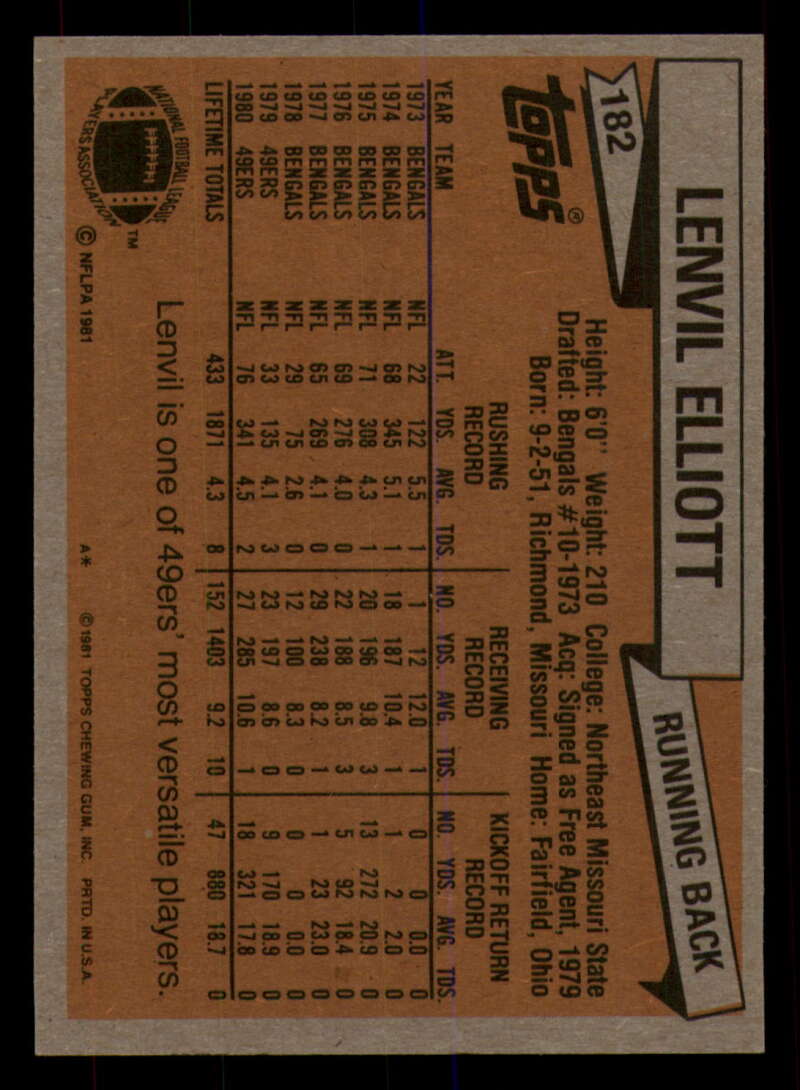 182
LENVIL ELLIOTT
RUNNING BACK
TOPPS®
Height: 6'0" Weight: 210 College: Northeast Missouri State
Drafted: Bengals #10-1973 Acq: Signed as Free Agent, 1979
Born: 9-2-51, Richmond, Missouri Home: Fairfield, Ohio
RUSHING RECORD RECEIVING RECORD KICKOFF RETURN RECORD
YEAR TEAM ATT. YDS. AVG. TDS. NO. YDS. AVG. TDS. NO. YDS. AVG. TDS.
1973 BENGALS NFL 22 122 5.5 1 1 12 12.0 1 0 0 0.0 0
1974 BENGALS NFL 68 345 5.1 1 18 187 10.4 1 1 2 2.0 0
1975 BENGALS NFL 71 308 4.3 1 20 196 9.8 3 13 272 20.9 0
1976 BENGALS NFL 69 276 4.0 0 22 188 8.5 3 5 92 18.4 0
1977 BENGALS NFL 65 269 4.1 0 29 238 8.2 1 1 23 23.0 0
1978 BENGALS NFL 29 75 2.6 0 12 100 8.3 0 0 0 0.0 0
1979 49ERS NFL 33 135 4.1 3 23 197 8.6 0 9 170 18.9 0
1980 49ERS NFL 76 341 4.5 2 27 285 10.6 1 18 321 17.8 0
LIFETIME TOTALS 433 1871 4.3 8 152 1403 9.2 10 47 880 18.7 0
Lenvil is one of 49ers' most versatile players.
NATIONAL FOOTBALL LEAGUE
PLAYERS ASSOCIATION
TM
© NFLPA 1981
A* © 1981 TOPPS CHEWING GUM, INC. PRTD. IN U.S.A.